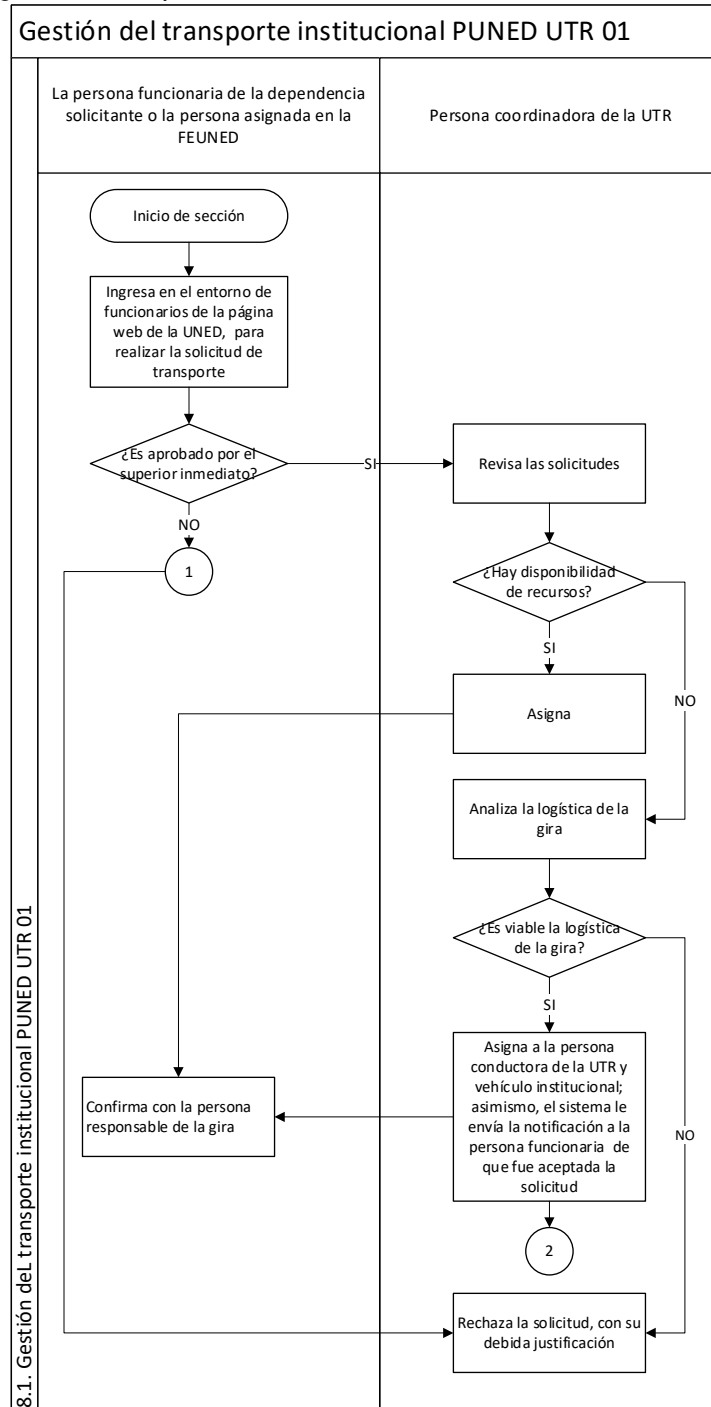 Gestión del transporte institucional PUNED UTR 01
La persona funcionaria de la dependencia
solicitante o la persona asignada en la
FEUNED
Persona coordinadora de la UTR
Inicio de sección
Ingresa en el entorno de
funcionarios de la página
web de la UNED, para
realizar la solicitud de
transporte
¿Es aprobado por el
superior inmediato?
SI
Revisa las solicitudes
NO
1
¿Hay disponibilidad
de recursos?
SI
NO
Asigna
Analiza la logística de la
gira
¿Es viable la logística
de la gira?
SI
Asigna a la persona
conductora de la UTR y
vehículo institucional;
asimismo, el sistema le
envía la notificación a la
persona funcionaria de
que fue aceptada la
solicitud
Confirma con la persona
responsable de la gira
NO
2
Rechaza la solicitud, con su
debida justificación
8.1. Gestión deL transporte institucional PUNED UTR 01